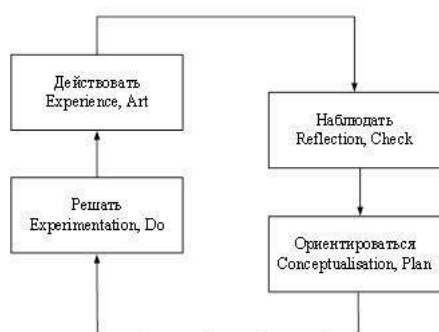 Действовать
Experience, Art
Наблюдать
Reflection, Check
Решать
Experimentation, Do
Ориентироваться
Conceptualisation, Plan